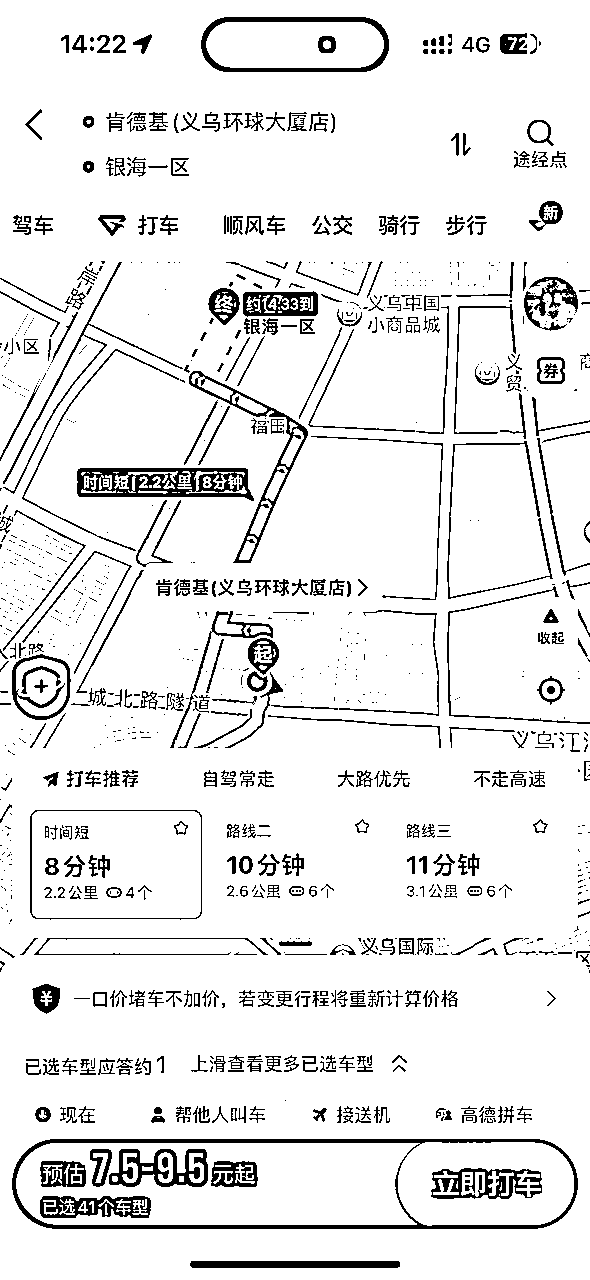 14:22 4G 72
肯德基(义乌环球大厦店)
银海一区
途经点
驾车 打车 顺风车 公交 骑行 步行 新
岸路
终 约14:33到
银海一区
义乌中国
小商品城
小区
义
贸
券
商
福田
时间短 2.2公里 8分钟
城
肯德基(义乌环球大厦店)
收起
北路
起
城北路隧道
义乌江
打车推荐 自驾常走 大路优先 不走高速
时间短 路线二 路线三
8分钟 10分钟 11分钟
2.2公里 4个 2.6公里 6个 3.1公里 6个
义乌国际
一口价堵车不加价，若变更行程将重新计算价格
已选车型应答约1 上滑查看更多已选车型
现在 帮他人叫车 接送机 高德拼车
预估7.5-9.5元起
已选41个车型
立即打车